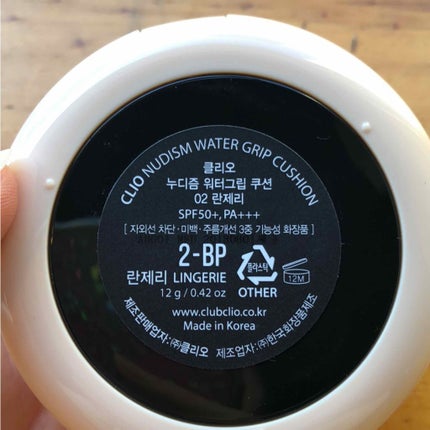 CLIO NUDISM WATER GRIP CUSHION
클리오
누디즘 워터그립 쿠션
02 란제리
SPF50+, PA+++
[ 자외선 차단 · 미백 · 주름개선 3중 기능성 화장품 ]
2-BP
플라스틱
12M
란제리 LINGERIE
OTHER
12 g / 0.42 oz
www.clubclio.co.kr
Made in Korea
제조판매업자:㈜클리오 제조업자:㈜한국화장품제조